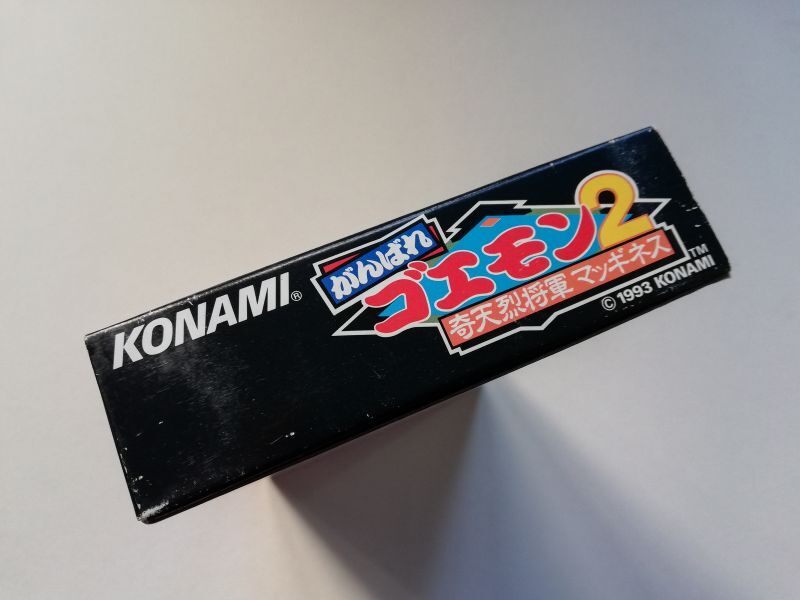 KONAMI®
がんばれ
ゴエモン2
奇天烈将軍マッギネス
TM
© 1993 KONAMI